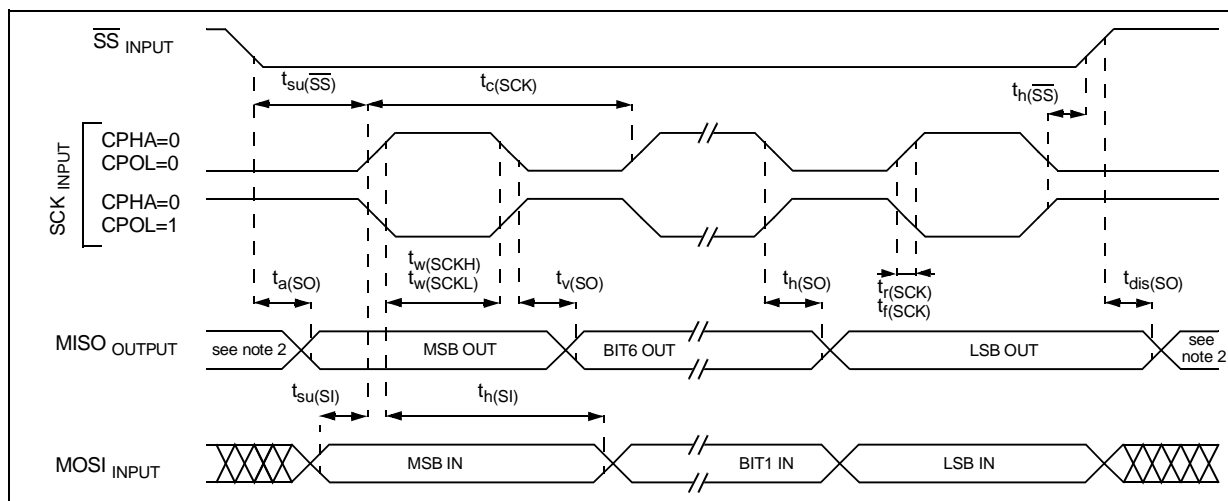 SS INPUT
tsu(SS)
tc(SCK)
th(SS)
SCK INPUT
CPHA=0
CPOL=0
CPHA=0
CPOL=1
ta(SO)
tw(SCKH)
tw(SCKL)
tv(SO)
th(SO)
tr(SCK)
tf(SCK)
tdis(SO)
MISO OUTPUT
see note 2
MSB OUT
BIT6 OUT
LSB OUT
see
note 2
tsu(SI)
th(SI)
MOSI INPUT
MSB IN
BIT1 IN
LSB IN